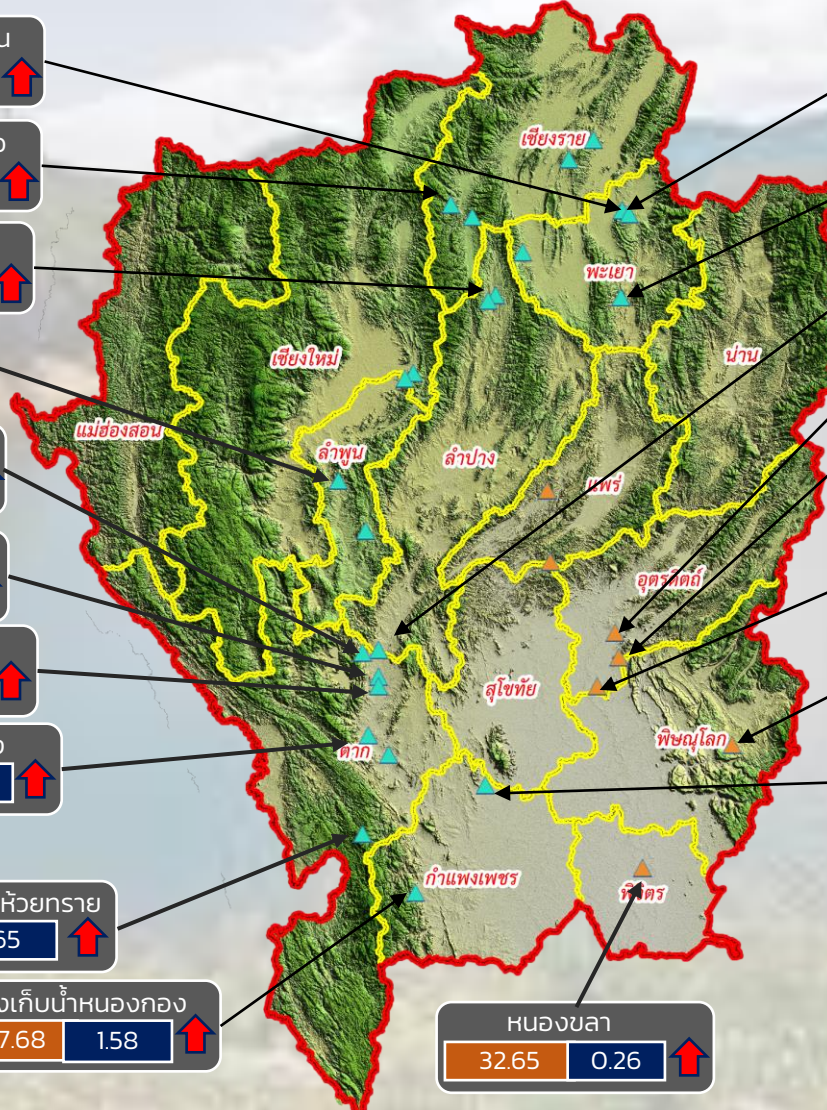 น
เชียงราย
พะเยา
เชียงใหม่
น่าน
แม่ฮ่องสอน
ลำพูน
ลำปาง
แพร่
อุตรดิตถ์
สุโขทัย
พิษณุโลก
ตาก
กำแพงเพชร
ห้วยทราย
65
งเก็บน้ำหนองกอง
7.68 1.58
หนองขลา
32.65 0.26